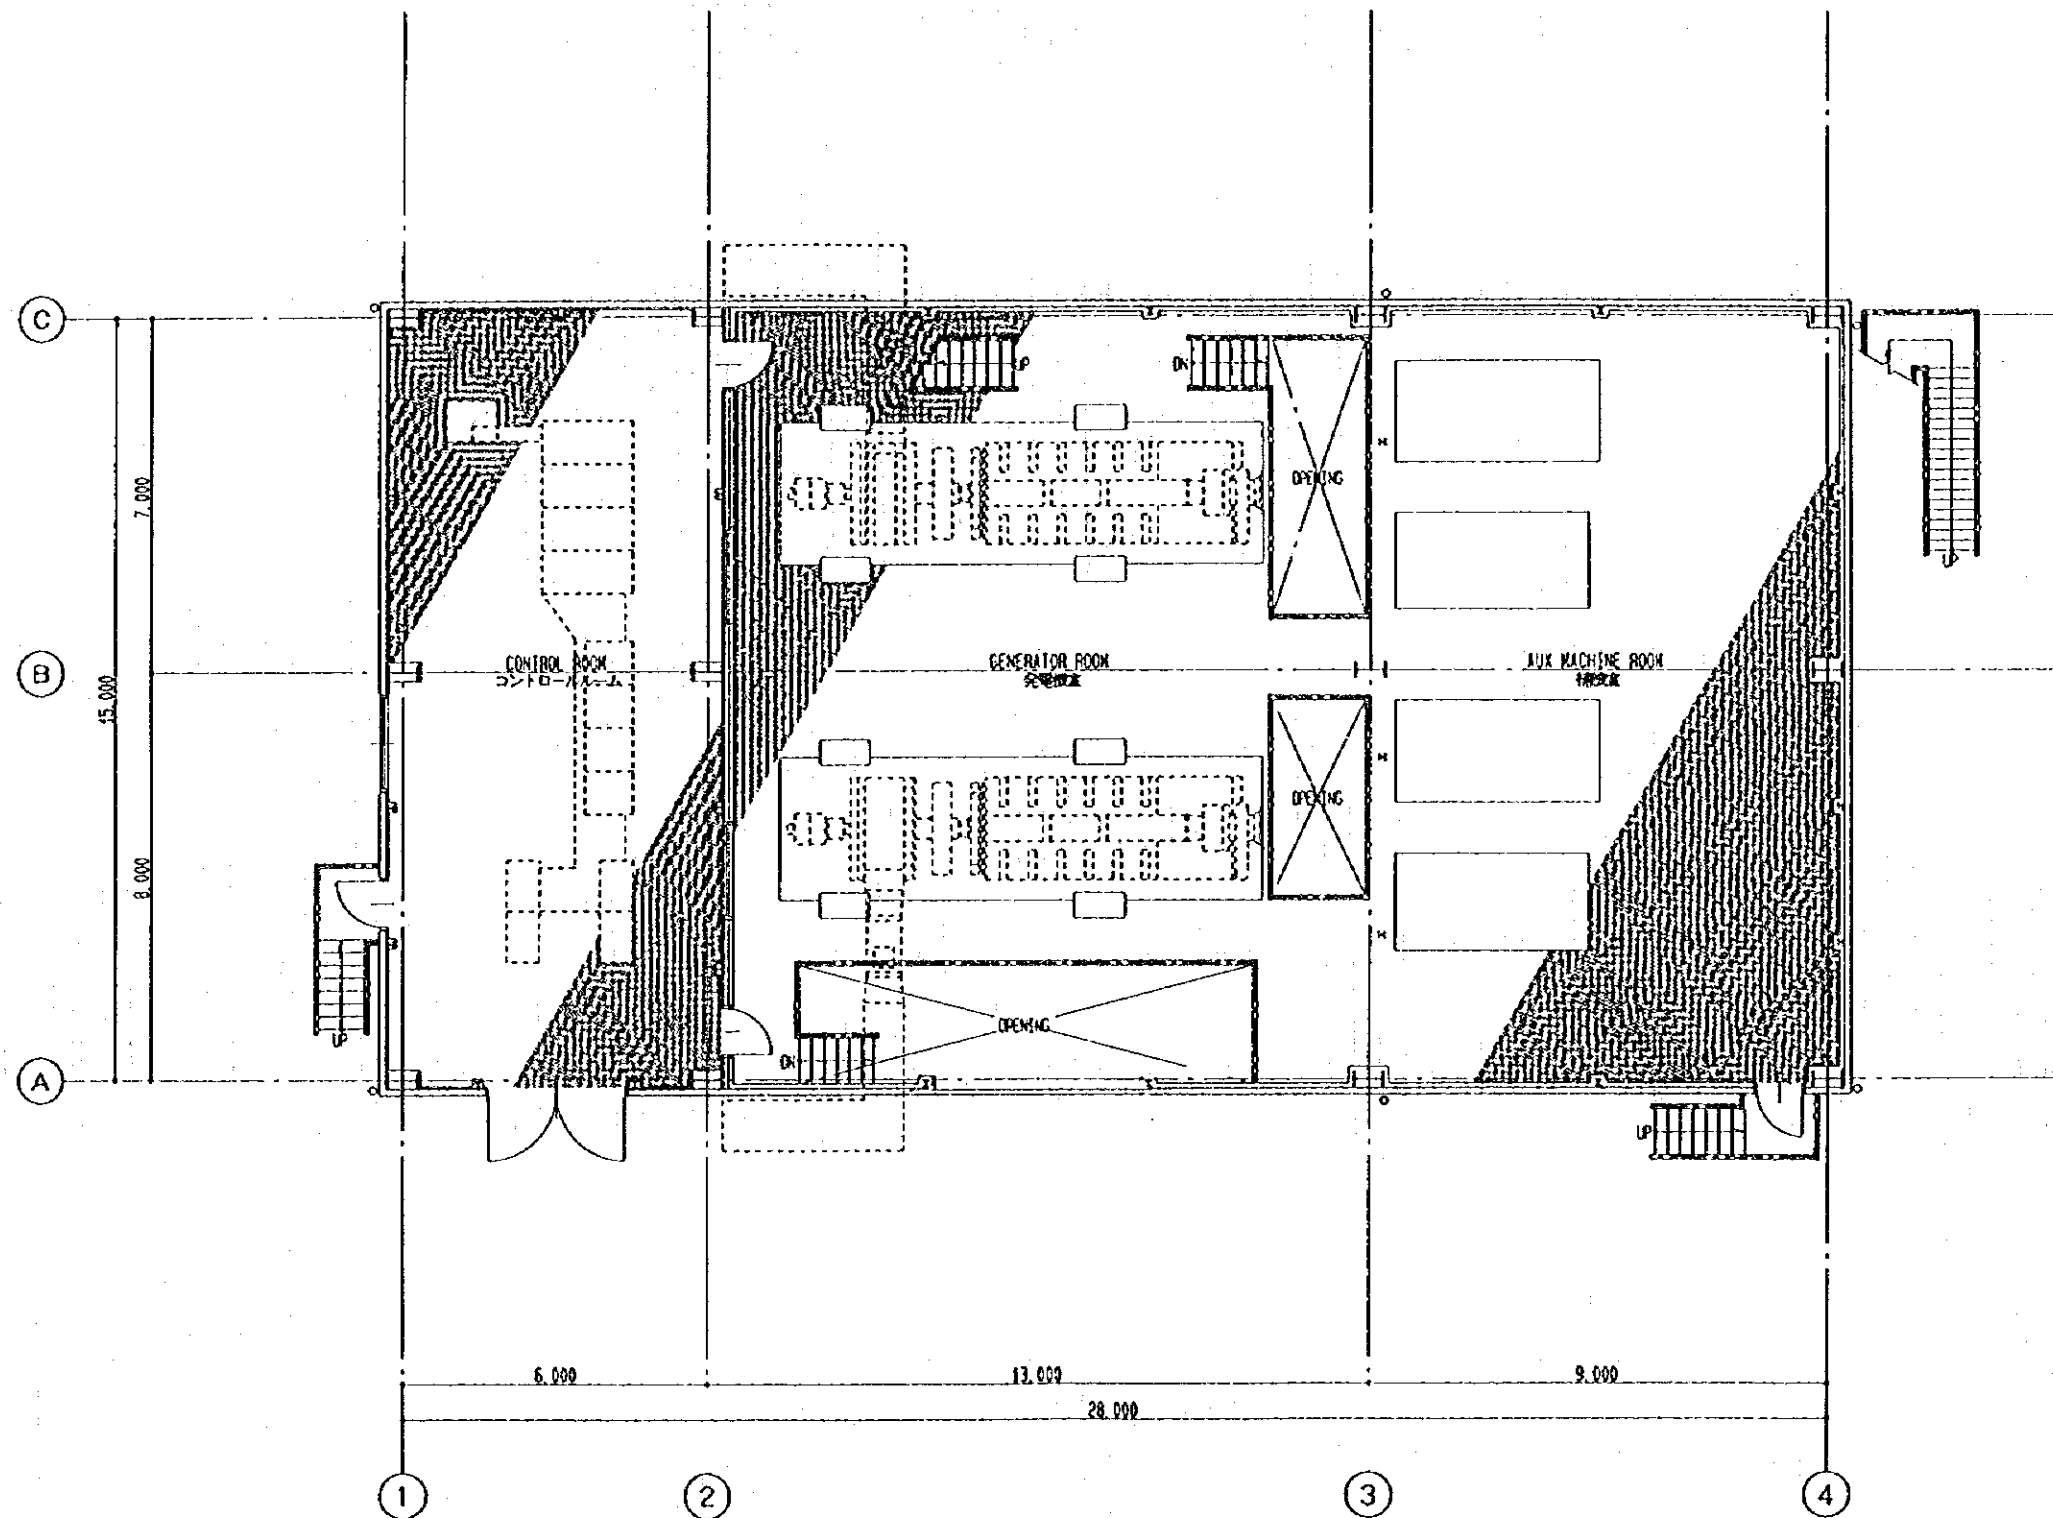 C
UP
DN
OPENING
7.000
UP
B
CONTROL ROOM
コントロールルーム
GENERATOR ROOM
AUX MACHINE ROOM
15.000
OPENING
8.000
UP
OPENING
DN
A
UP
6.000
13.000
9.000
28.000
1
2
3
4